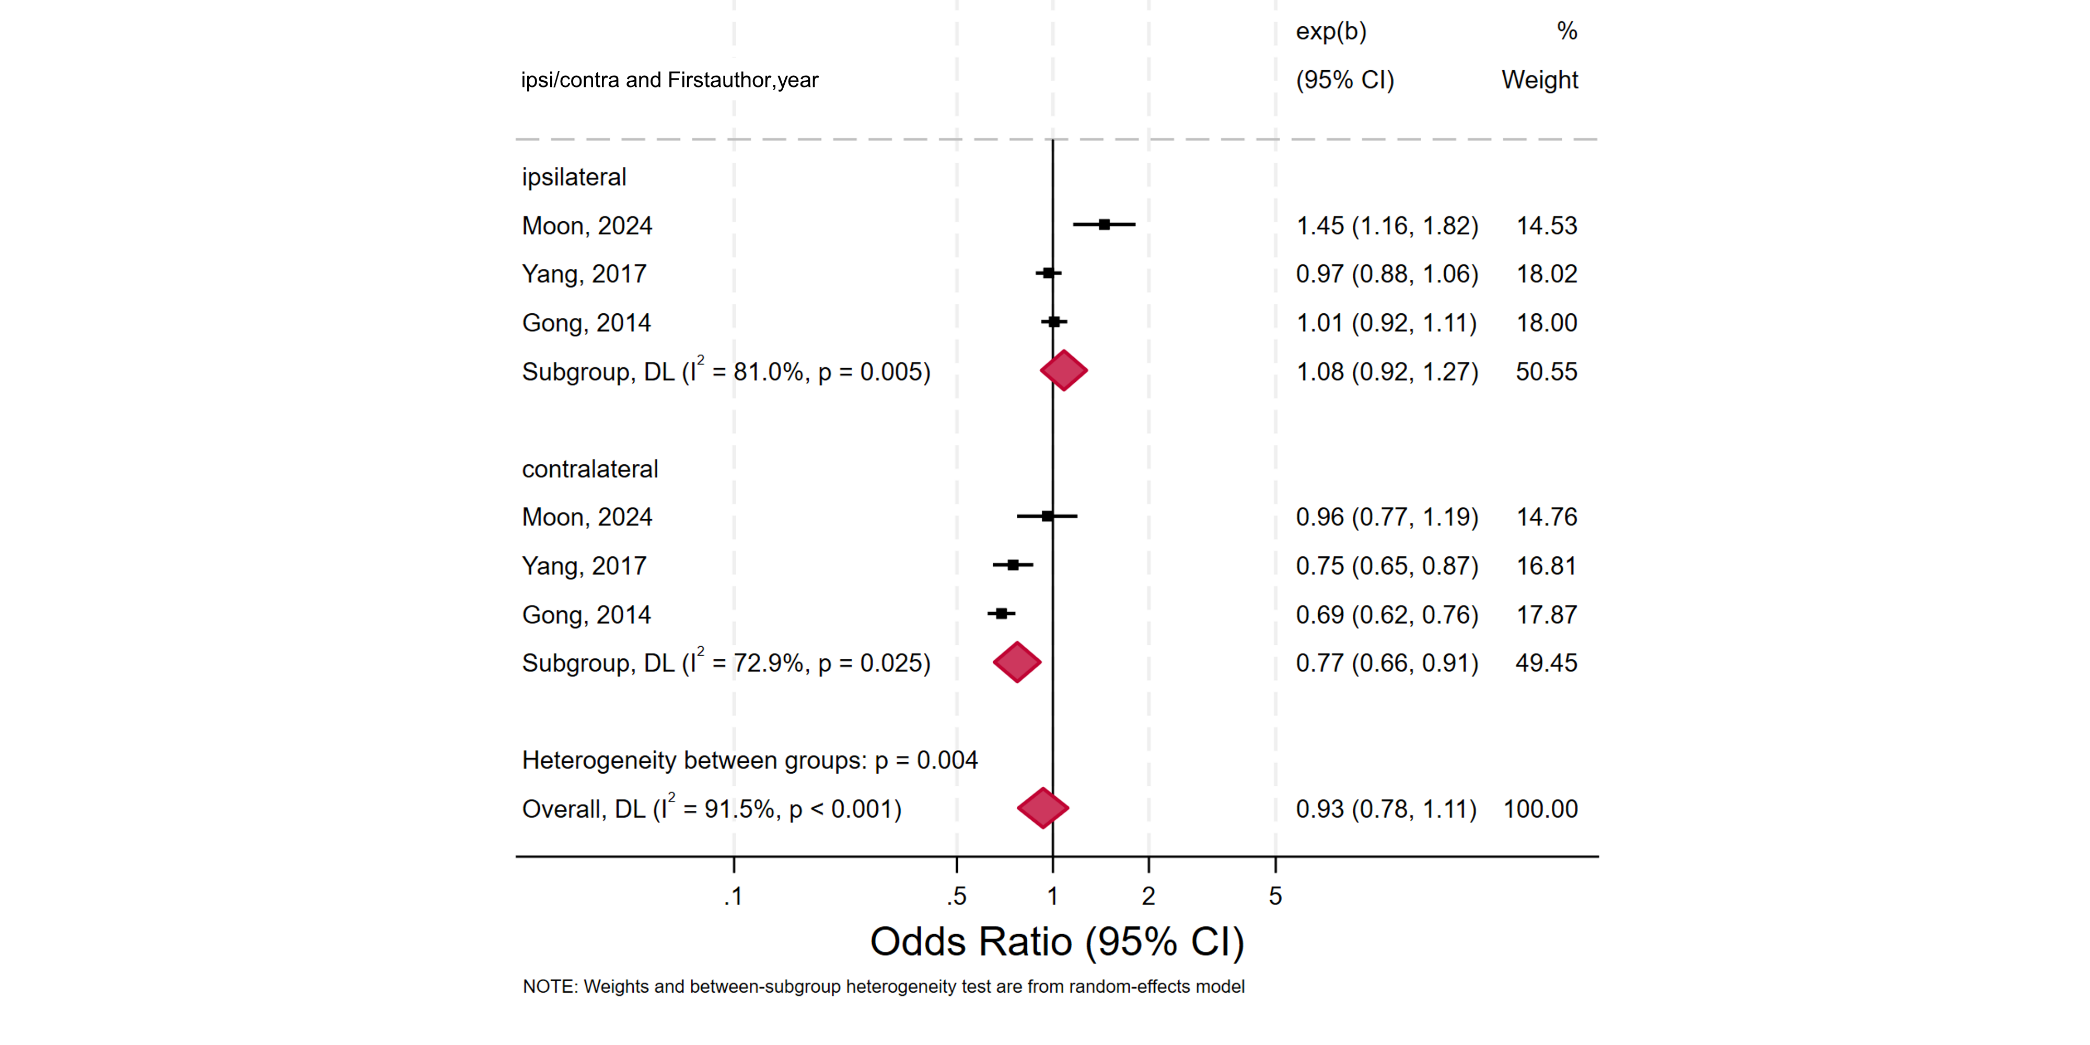 exp(b) %
ipsi/contra and Firstauthor,year (95% CI) Weight
ipsilateral
Moon, 2024 1.45 (1.16, 1.82) 14.53
Yang, 2017 0.97 (0.88, 1.06) 18.02
Gong, 2014 1.01 (0.92, 1.11) 18.00
Subgroup, DL (I² = 81.0%, p = 0.005) 1.08 (0.92, 1.27) 50.55
contralateral
Moon, 2024 0.96 (0.77, 1.19) 14.76
Yang, 2017 0.75 (0.65, 0.87) 16.81
Gong, 2014 0.69 (0.62, 0.76) 17.87
Subgroup, DL (I² = 72.9%, p = 0.025) 0.77 (0.66, 0.91) 49.45
Heterogeneity between groups: p = 0.004
Overall, DL (I² = 91.5%, p < 0.001) 0.93 (0.78, 1.11) 100.00
.1 .5 1 2 5
Odds Ratio (95% CI)
NOTE: Weights and between-subgroup heterogeneity test are from random-effects model